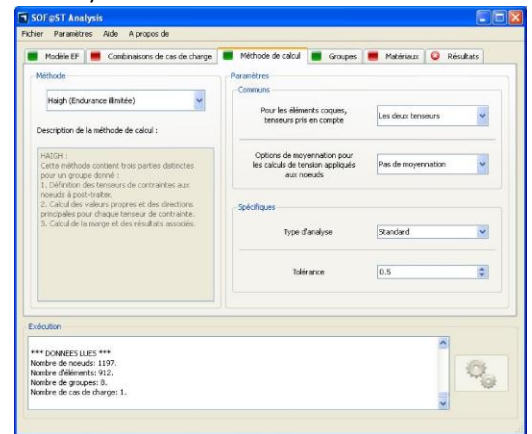 SOF@ST Analysis
Fichier Paramètres Aide A propos de
Modèle EF Combinaisons de cas de charge Méthode de calcul Groupes Matériaux Résultats
Méthode
Haigh (Endurance illimitée)
Description de la méthode de calcul :
HAIGH :
Cette méthode contient trois parties distinctes
pour un groupe donné :
1. Définition des tenseurs de contraintes aux
noeuds à post-traiter.
2. Calcul des valeurs propres et des directions
principales pour chaque tenseur de contrainte.
3. Calcul de la marge et des résultats associés.
Paramètres
Communs
Pour les éléments coques,
tenseurs pris en compte
Les deux tenseurs
Options de moyennation pour
les calculs de tension appliqués
aux noeuds
Pas de moyennation
Spécifiques
Type d'analyse
Standard
Tolérance
0.5
Exécution
*** DONNEES LUES ***
Nombre de noeuds: 1197.
Nombre d'éléments: 912.
Nombre de groupes: 8.
Nombre de cas de charge: 1.